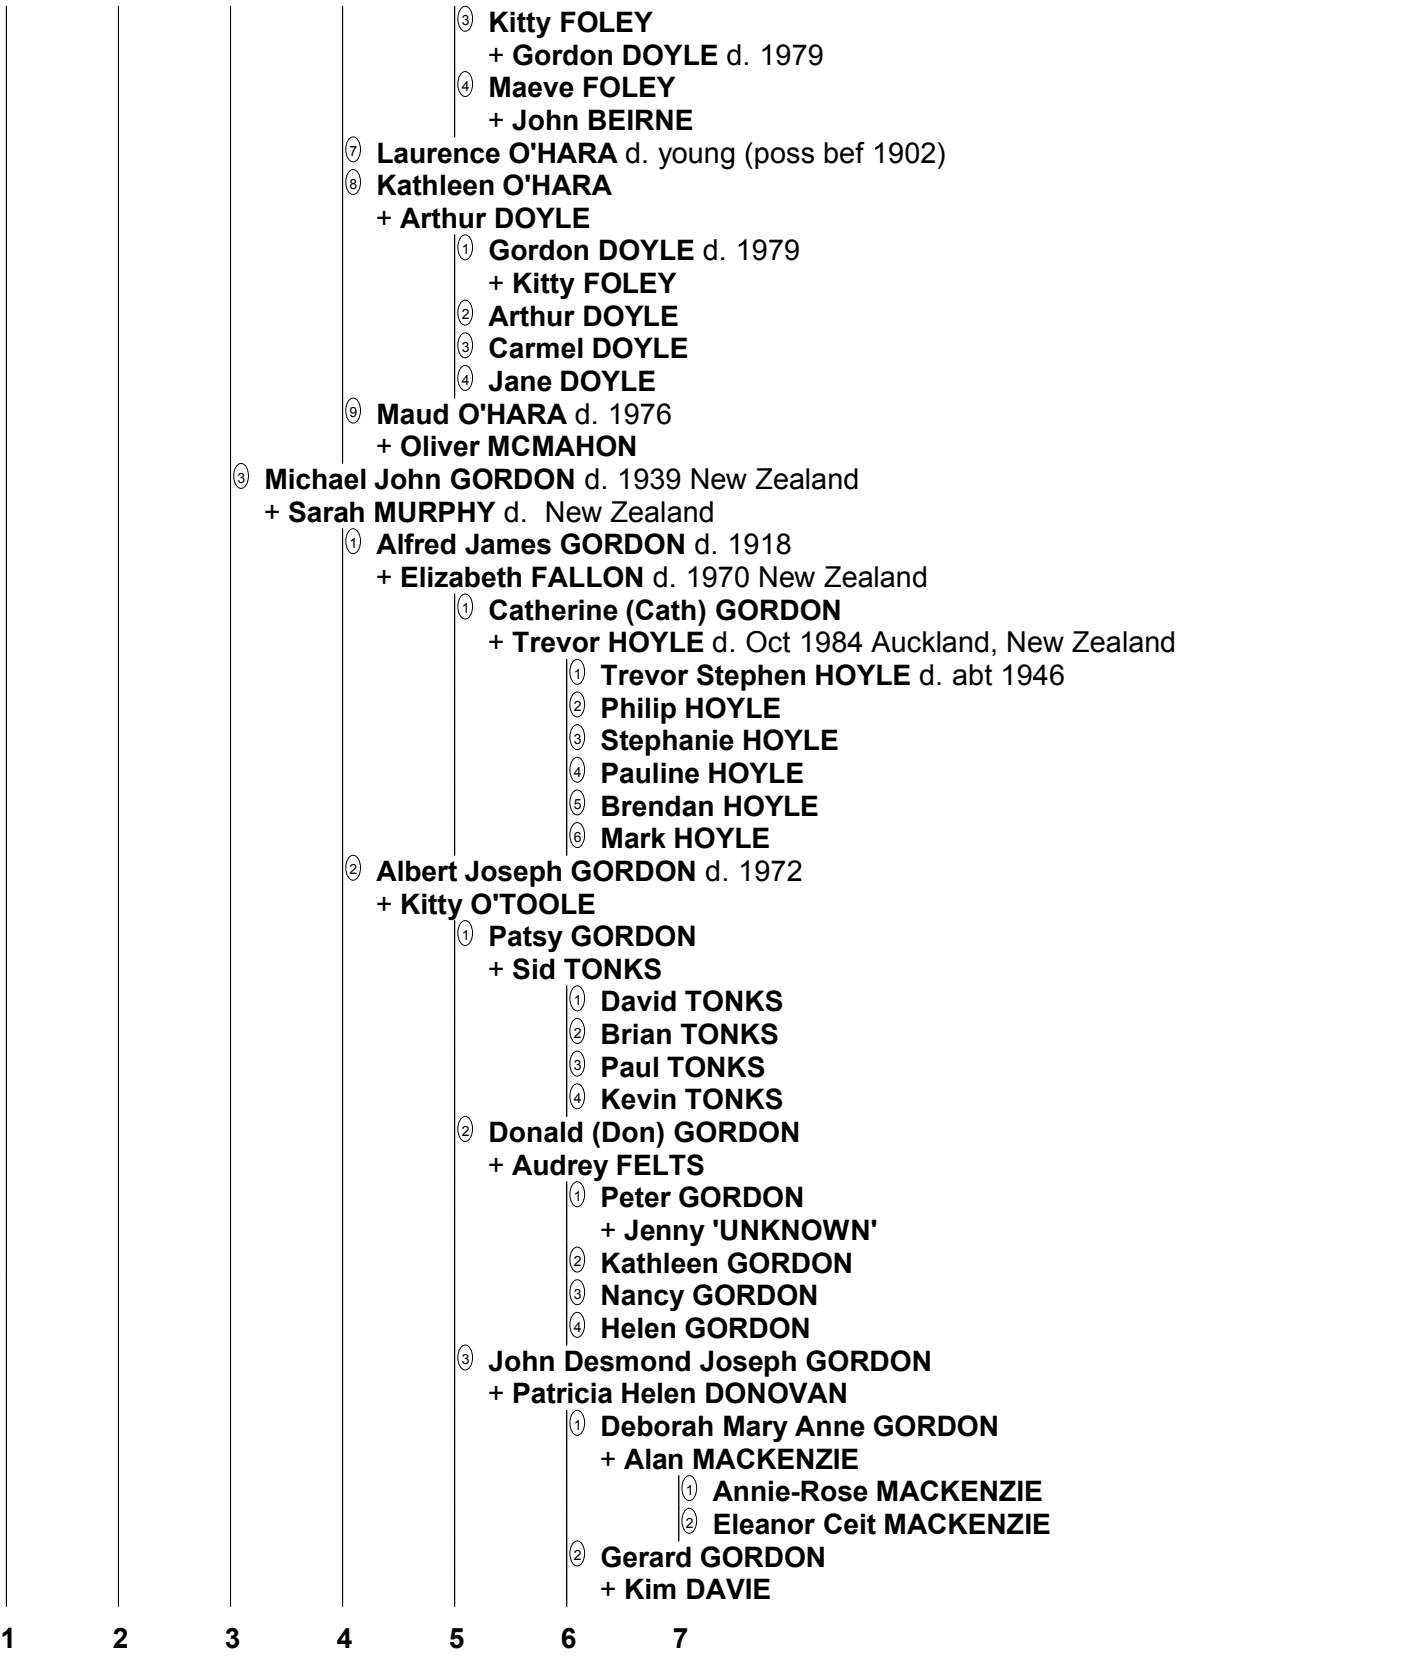 3 Kitty FOLEY
+ Gordon DOYLE d. 1979
4 Maeve FOLEY
+ John BEIRNE
7 Laurence O'HARA d. young (poss bef 1902)
8 Kathleen O'HARA
+ Arthur DOYLE
1 Gordon DOYLE d. 1979
+ Kitty FOLEY
2 Arthur DOYLE
3 Carmel DOYLE
4 Jane DOYLE
9 Maud O'HARA d. 1976
+ Oliver MCMAHON
3 Michael John GORDON d. 1939 New Zealand
+ Sarah MURPHY d. New Zealand
1 Alfred James GORDON d. 1918
+ Elizabeth FALLON d. 1970 New Zealand
1 Catherine (Cath) GORDON
+ Trevor HOYLE d. Oct 1984 Auckland, New Zealand
1 Trevor Stephen HOYLE d. abt 1946
2 Philip HOYLE
3 Stephanie HOYLE
4 Pauline HOYLE
5 Brendan HOYLE
6 Mark HOYLE
2 Albert Joseph GORDON d. 1972
+ Kitty O'TOOLE
1 Patsy GORDON
+ Sid TONKS
1 David TONKS
2 Brian TONKS
3 Paul TONKS
4 Kevin TONKS
2 Donald (Don) GORDON
+ Audrey FELTS
1 Peter GORDON
+ Jenny 'UNKNOWN'
2 Kathleen GORDON
3 Nancy GORDON
4 Helen GORDON
3 John Desmond Joseph GORDON
+ Patricia Helen DONOVAN
1 Deborah Mary Anne GORDON
+ Alan MACKENZIE
1 Annie-Rose MACKENZIE
2 Eleanor Ceit MACKENZIE
2 Gerard GORDON
+ Kim DAVIE
1 2 3 4 5 6 7